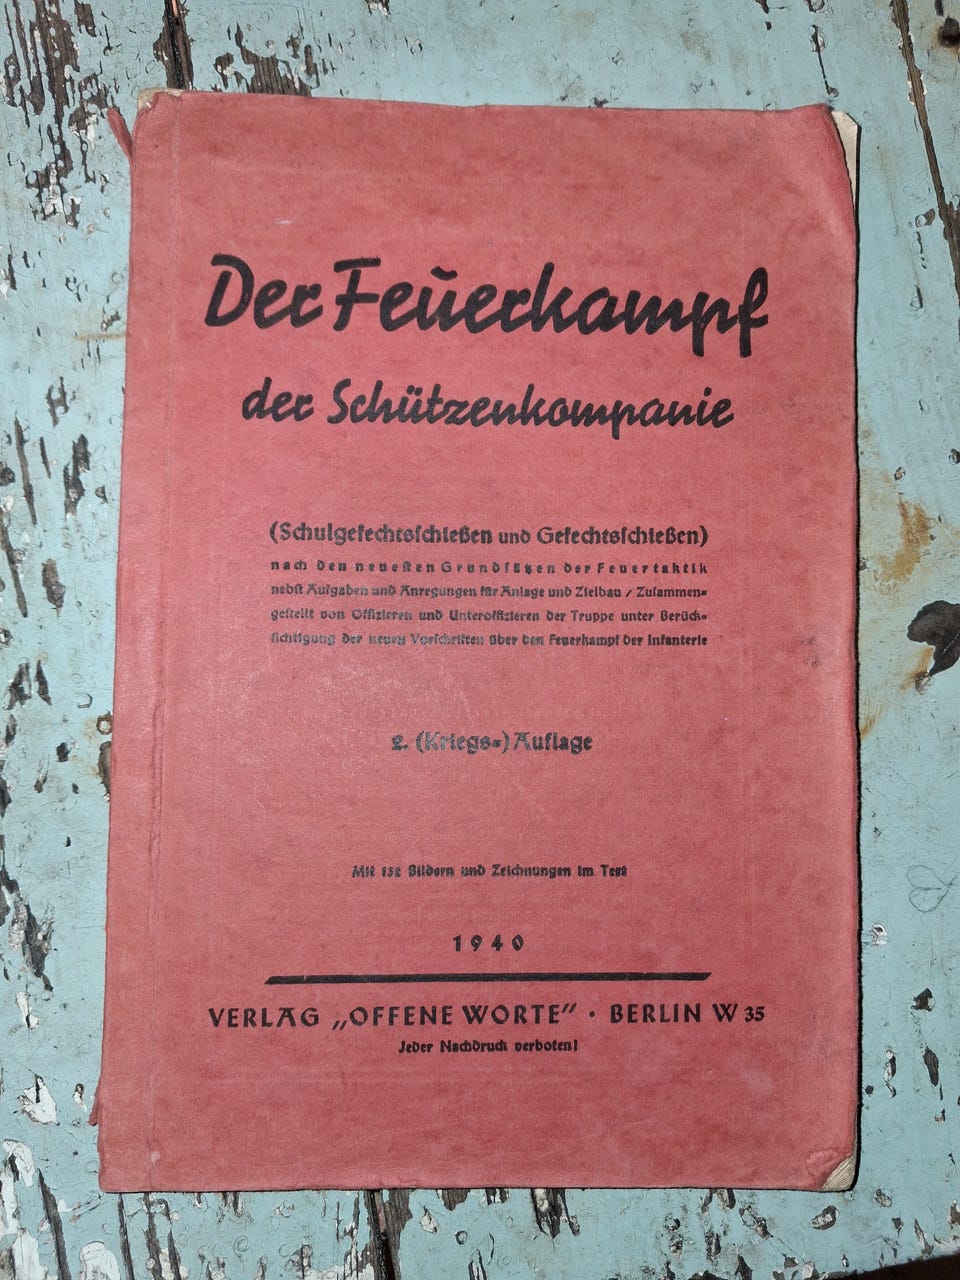 Der Feuerkampf
der Schützenkompanie
(Schulgefechtsschießen und Gefechtsschießen)
nach den neuesten Grundsätzen der Feuertaktik
nebst Aufgaben und Anregungen für Anlage und Zielbau / Zusammen-
gestellt von Offizieren und Unteroffizieren der Truppe unter Berück-
sichtigung der neuen Vorschriften über den Feuerkampf der Infanterie
2. (Kriegs-) Auflage
Mit 132 Bildern und Zeichnungen im Text
1940
VERLAG „OFFENE WORTE" · BERLIN W 35
Jeder Nachdruck verboten!